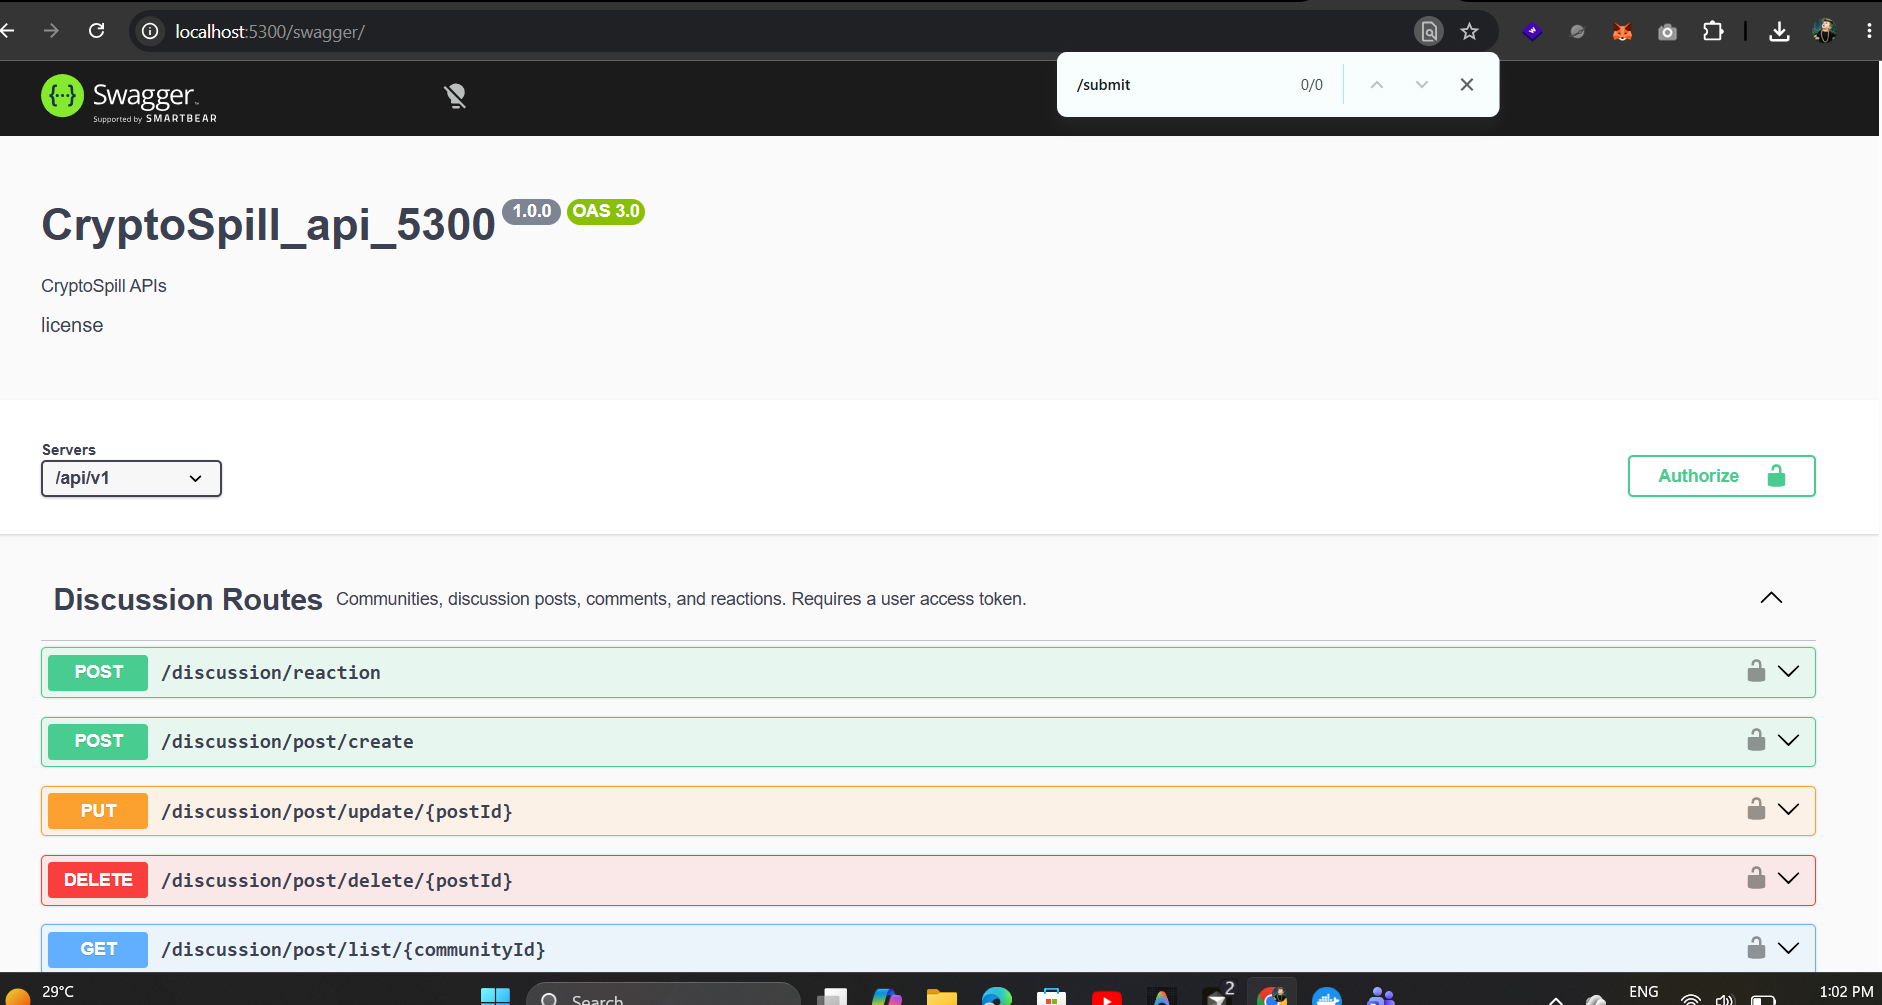 localhost:5300/swagger/
/submit 0/0
Swagger
Supported by SMARTBEAR
CryptoSpill_api_5300 1.0.0 OAS 3.0
CryptoSpill APIs
license
Servers
/api/v1
Authorize
Discussion Routes Communities, discussion posts, comments, and reactions. Requires a user access token.
POST /discussion/reaction
POST /discussion/post/create
PUT /discussion/post/update/{postId}
DELETE /discussion/post/delete/{postId}
GET /discussion/post/list/{communityId}
29°C
Search
2
ENG
1:02 PM